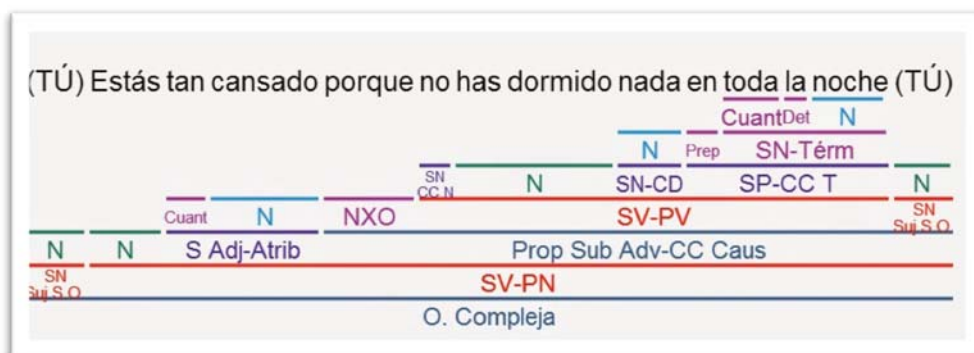 (TÚ) Estás tan cansado porque no has dormido nada en toda la noche (TÚ)
Cuant Det N
N Prep SN-Térm
SN CC N N SN-CD SP-CC T N
Cuant N NXO SV-PV SN Suj.S.O
N N S Adj-Atrib Prop Sub Adv-CC Caus
SN Suj.S.O SV-PN
O. Compleja